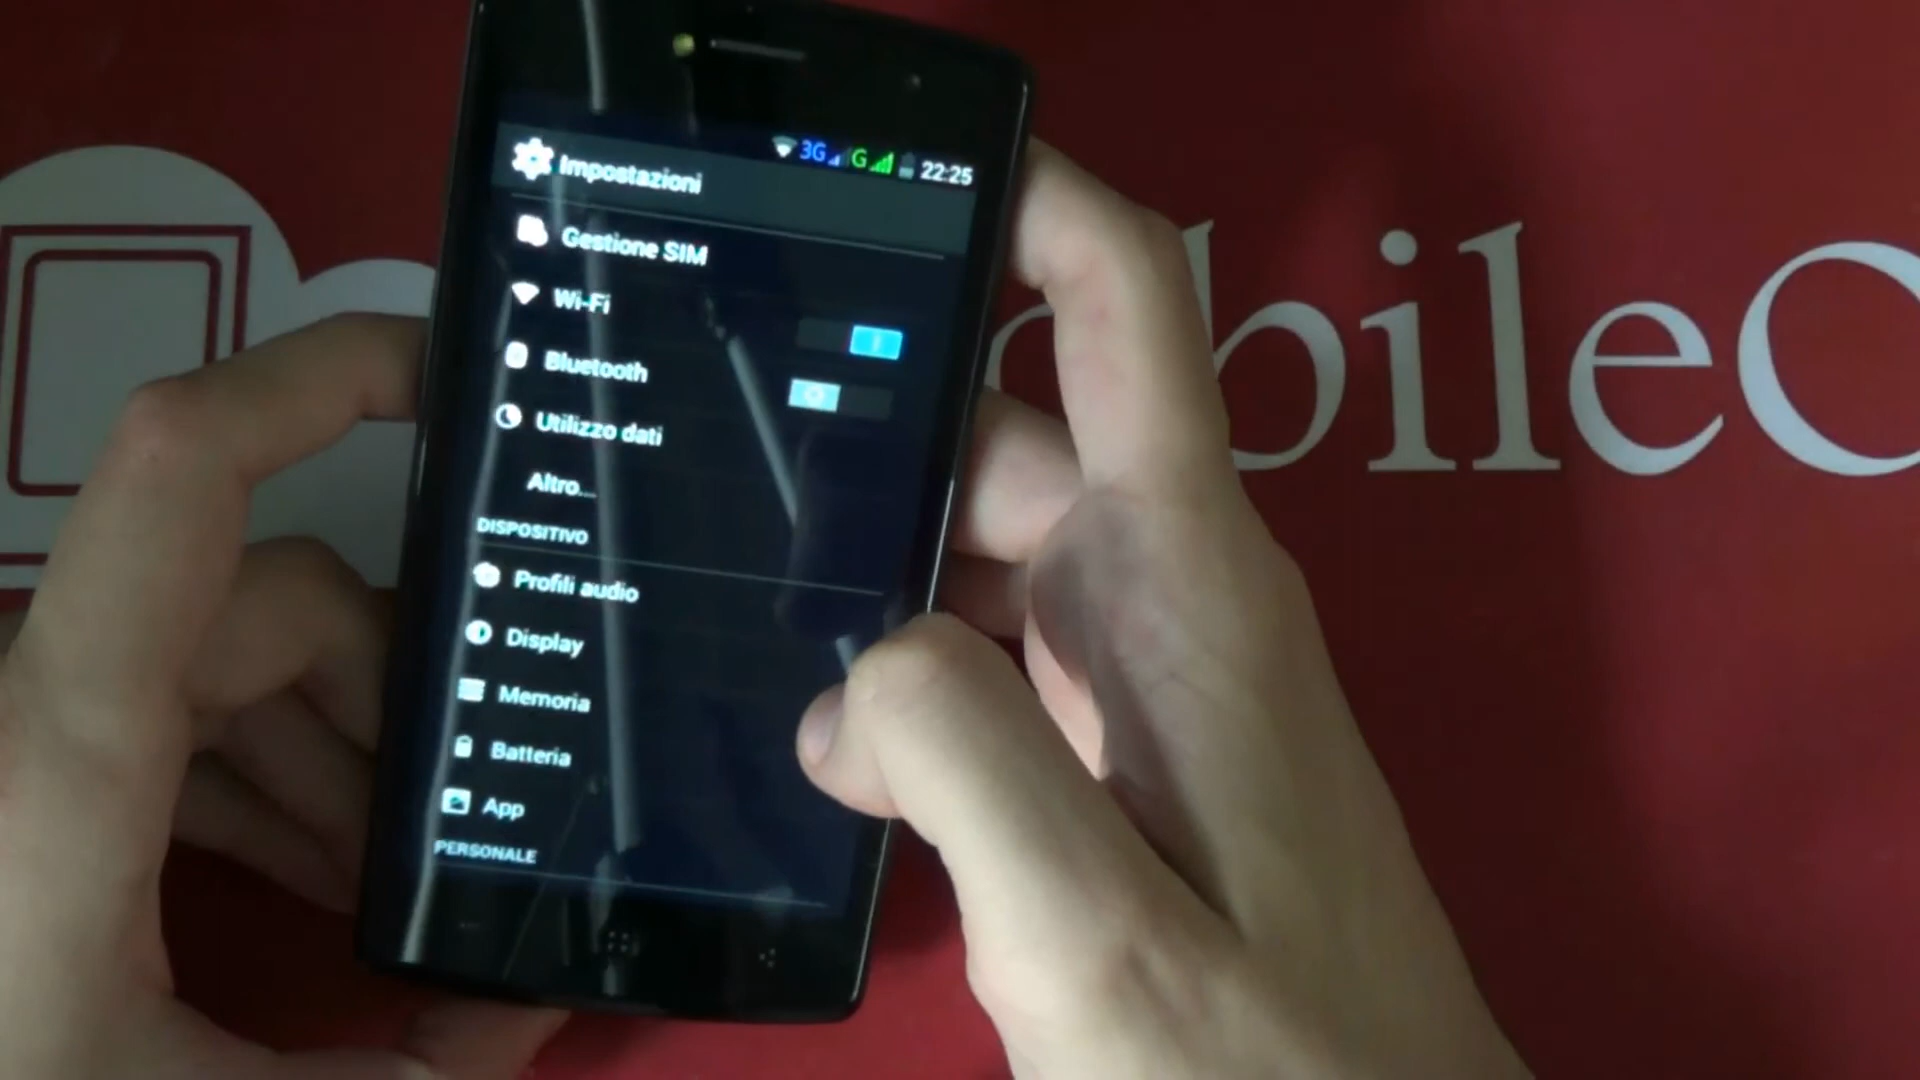 3G G 22:25
Impostazioni
Gestione SIM
Wi-Fi
Bluetooth
Utilizzo dati
Altro...
DISPOSITIVO
Profili audio
Display
Memoria
Batteria
App
PERSONALE
bileO